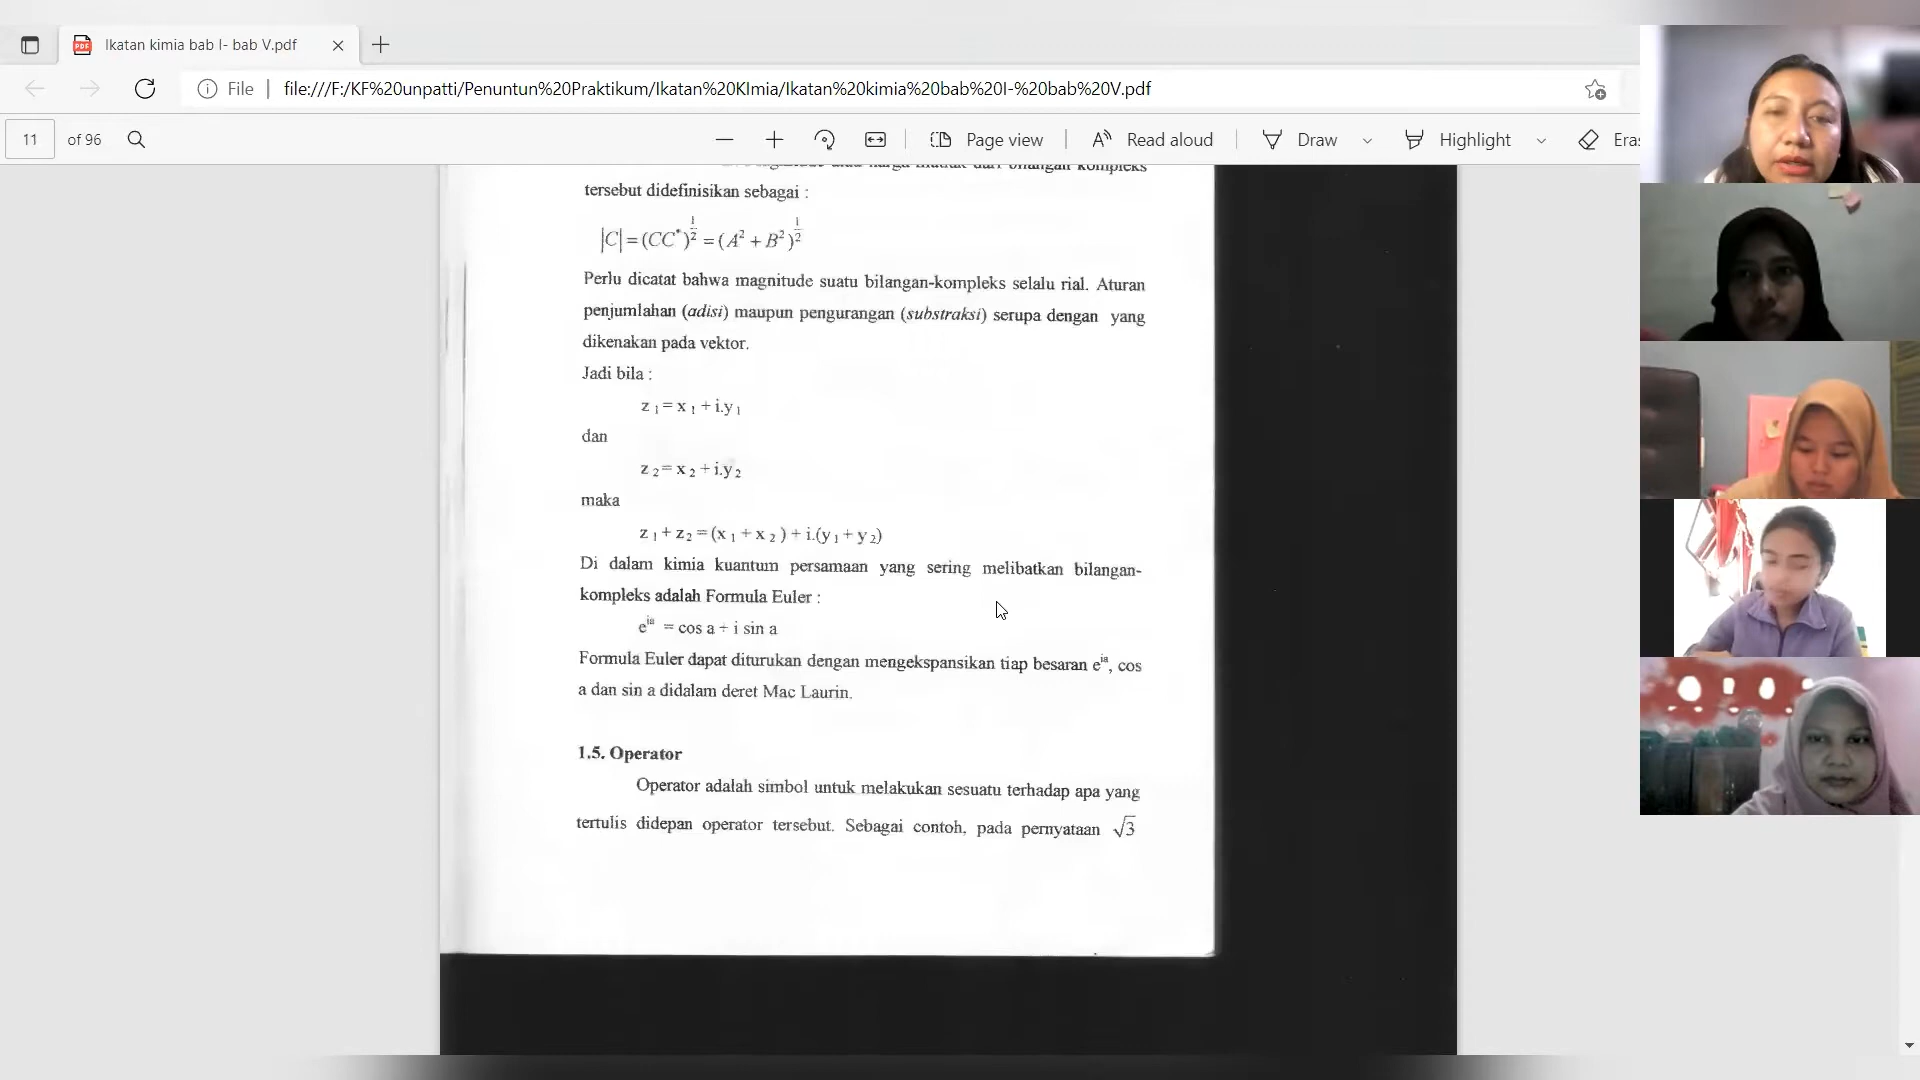 Ikatan kimia bab I- bab V.pdf
File
file:///F:/KF%20unpatti/Penuntun%20Praktikum/Ikatan%20KImia/Ikatan%20kimia%20bab%20I-%20bab%20V.pdf
11 of 96
Page view
Read aloud
Draw
Highlight
Eras
bilangan kompleks
tersebut didefinisikan sebagai :
|C| = (CC*)^{1/2} = (A² + B²)^{1/2}
Perlu dicatat bahwa magnitude suatu bilangan-kompleks selalu rial. Aturan
penjumlahan (adisi) maupun pengurangan (substraksi) serupa dengan yang
dikenakan pada vektor.
Jadi bila :
z₁ = x₁ + i.y₁
dan
z₂ = x₂ + i.y₂
maka
z₁ + z₂ = (x₁ + x₂) + i.(y₁ + y₂)
Di dalam kimia kuantum persamaan yang sering melibatkan bilangan-
kompleks adalah Formula Euler :
e^{ia} = cos a + i sin a
Formula Euler dapat diturukan dengan mengekspansikan tiap besaran e^{ia}, cos
a dan sin a didalam deret Mac Laurin.
1.5. Operator
Operator adalah simbol untuk melakukan sesuatu terhadap apa yang
tertulis didepan operator tersebut. Sebagai contoh, pada pernyataan √3